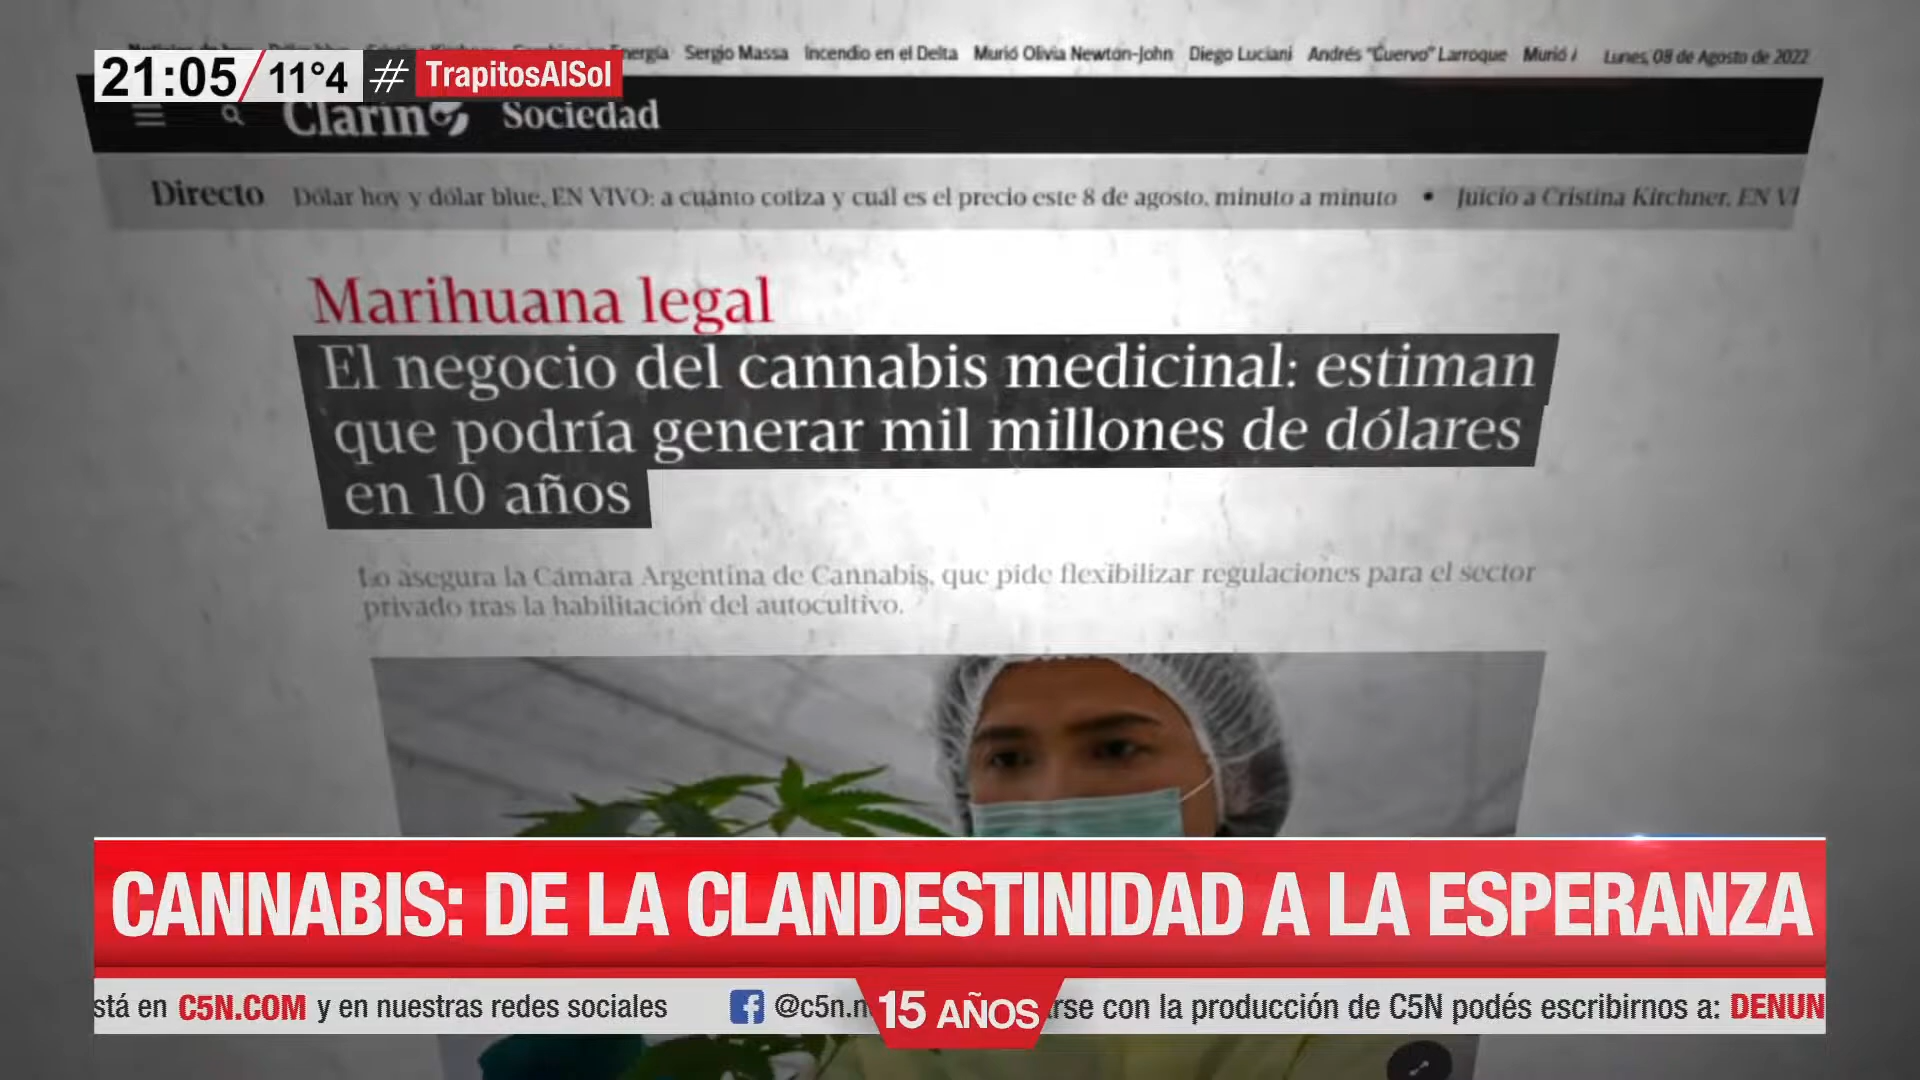 Energía Sergio Massa Incendio en el Delta Murió Olivia Newton-John Diego Luciani Andrés "Cuervo" Larroque Murió Lunes, 08 de Agosto de 2022
21:05 11°4 # TrapitosAlSol
Clarín Sociedad
Directo Dólar hoy y dólar blue, EN VIVO: a cuánto cotiza y cuál es el precio este 8 de agosto, minuto a minuto • Juicio a Cristina Kirchner, EN VI
Marihuana legal
El negocio del cannabis medicinal: estiman
que podría generar mil millones de dólares
en 10 años
Lo asegura la Cámara Argentina de Cannabis, que pide flexibilizar regulaciones para el sector
privado tras la habilitación del autocultivo.
CANNABIS: DE LA CLANDESTINIDAD A LA ESPERANZA
stá en C5N.COM y en nuestras redes sociales @c5n.n 15 AÑOS rse con la producción de C5N podés escribirnos a: DENUN